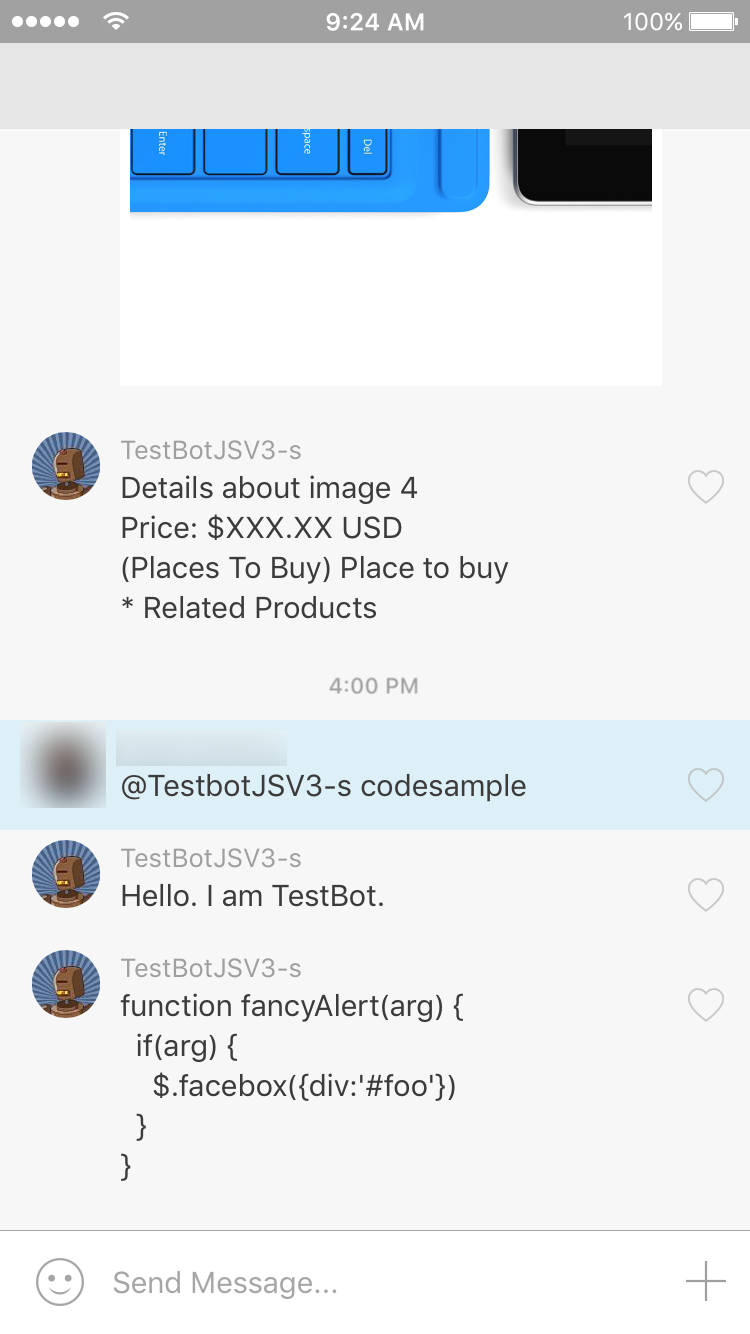 9:24 AM 100%
Enter
space
Del
TestBotJSV3-s
Details about image 4
Price: $XXX.XX USD
(Places To Buy) Place to buy
* Related Products
4:00 PM
@TestbotJSV3-s codesample
TestBotJSV3-s
Hello. I am TestBot.
TestBotJSV3-s
function fancyAlert(arg) {
  if(arg) {
    $.facebox({div:'#foo'})
  }
}
Send Message...